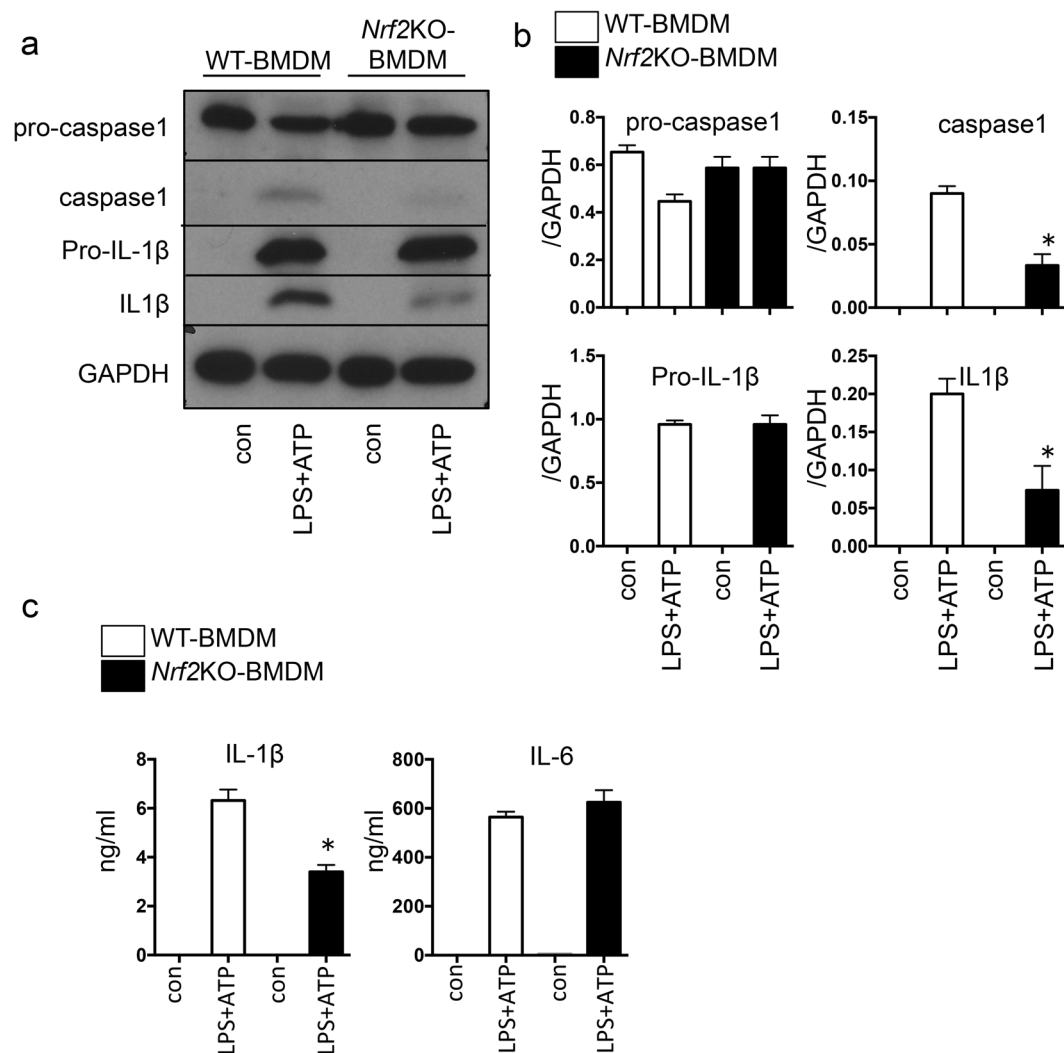 a
WT-BMDM
Nrf2KO-
BMDM
pro-caspase1
caspase1
Pro-IL-1β
IL1β
GAPDH
con
LPS+ATP
con
LPS+ATP
b
WT-BMDM
Nrf2KO-BMDM
pro-caspase1
/GAPDH
0.8
0.6
0.4
0.2
0.0
caspase1
/GAPDH
0.15
0.10
0.05
0.00
*
Pro-IL-1β
/GAPDH
1.5
1.0
0.5
0.0
con
LPS+ATP
con
LPS+ATP
IL1β
/GAPDH
0.25
0.20
0.15
0.10
0.05
0.00
*
con
LPS+ATP
con
LPS+ATP
c
WT-BMDM
Nrf2KO-BMDM
IL-1β
ng/ml
8
6
4
2
0
*
con
LPS+ATP
con
LPS+ATP
IL-6
ng/ml
800
600
400
200
0
con
LPS+ATP
con
LPS+ATP